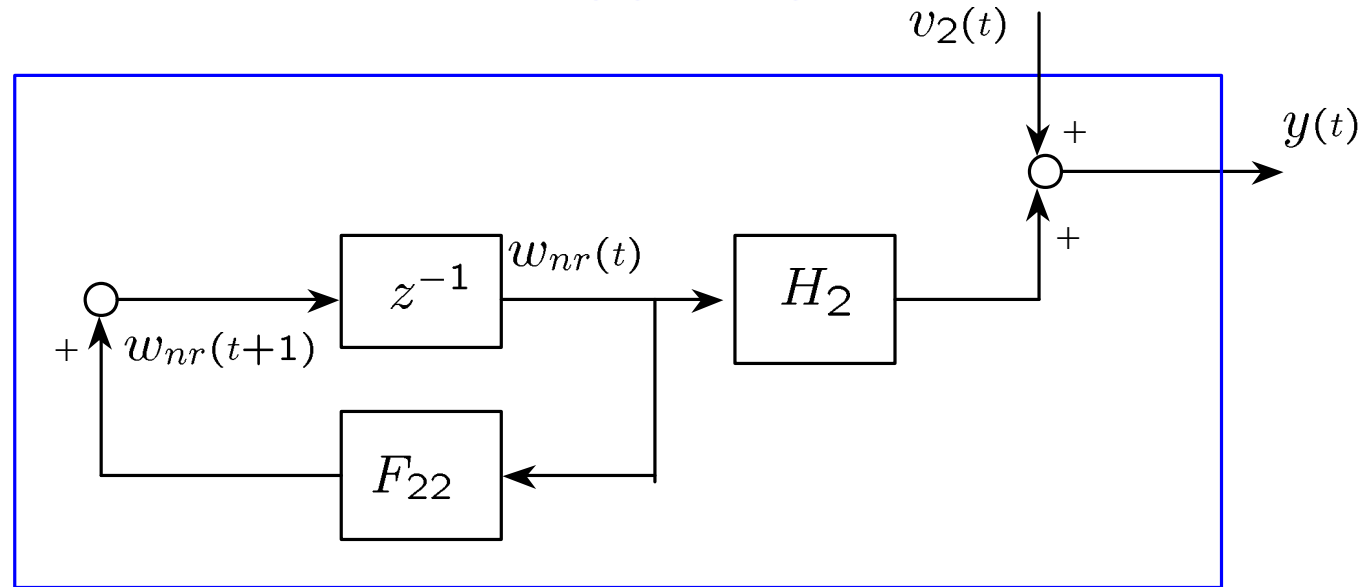 v₂(t)
+
y(t)
+
z⁻¹
wₙᵣ(t)
H₂
+
wₙᵣ(t+1)
F₂₂